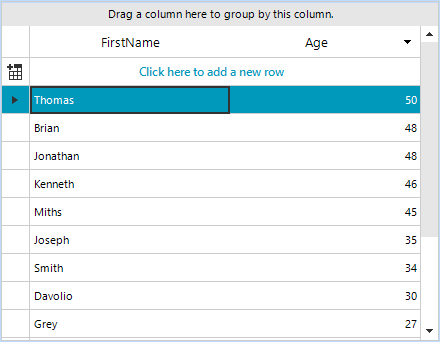 Drag a column here to group by this column.
FirstName Age
Click here to add a new row
Thomas 50
Brian 48
Jonathan 48
Kenneth 46
Miths 45
Joseph 35
Smith 34
Davolio 30
Grey 27